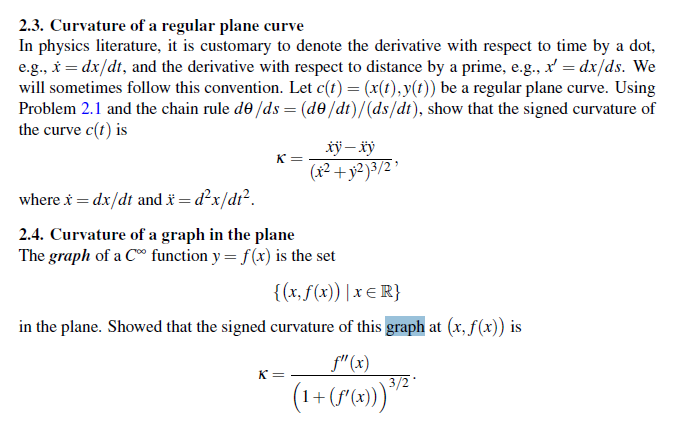 2.3. Curvature of a regular plane curve
In physics literature, it is customary to denote the derivative with respect to time by a dot,
e.g., ẋ = dx/dt, and the derivative with respect to distance by a prime, e.g., x′ = dx/ds. We
will sometimes follow this convention. Let c(t) = (x(t),y(t)) be a regular plane curve. Using
Problem 2.1 and the chain rule dθ/ds = (dθ/dt)/(ds/dt), show that the signed curvature of
the curve c(t) is
κ = (ẋÿ − ẍẏ)/(ẋ² + ẏ²)^{3/2},
where ẋ = dx/dt and ẍ = d²x/dt².
2.4. Curvature of a graph in the plane
The graph of a C∞ function y = f(x) is the set
{(x, f(x)) | x ∈ ℝ}
in the plane. Showed that the signed curvature of this graph at (x, f(x)) is
κ = f″(x)/(1 + (f′(x)))^{3/2}.